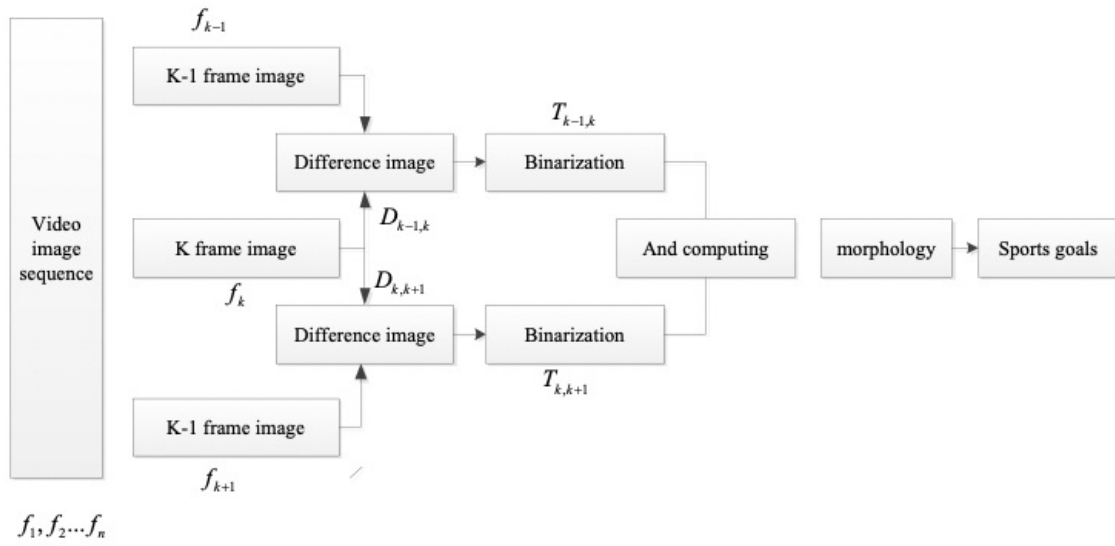 f_{k-1}
K-1 frame image
T_{k-1,k}
Difference image
Binarization
Video
image
sequence
K frame image
D_{k-1,k}
And computing
morphology
Sports goals
f_k
D_{k,k+1}
Difference image
Binarization
T_{k,k+1}
K-1 frame image
f_{k+1}
f_1, f_2...f_n